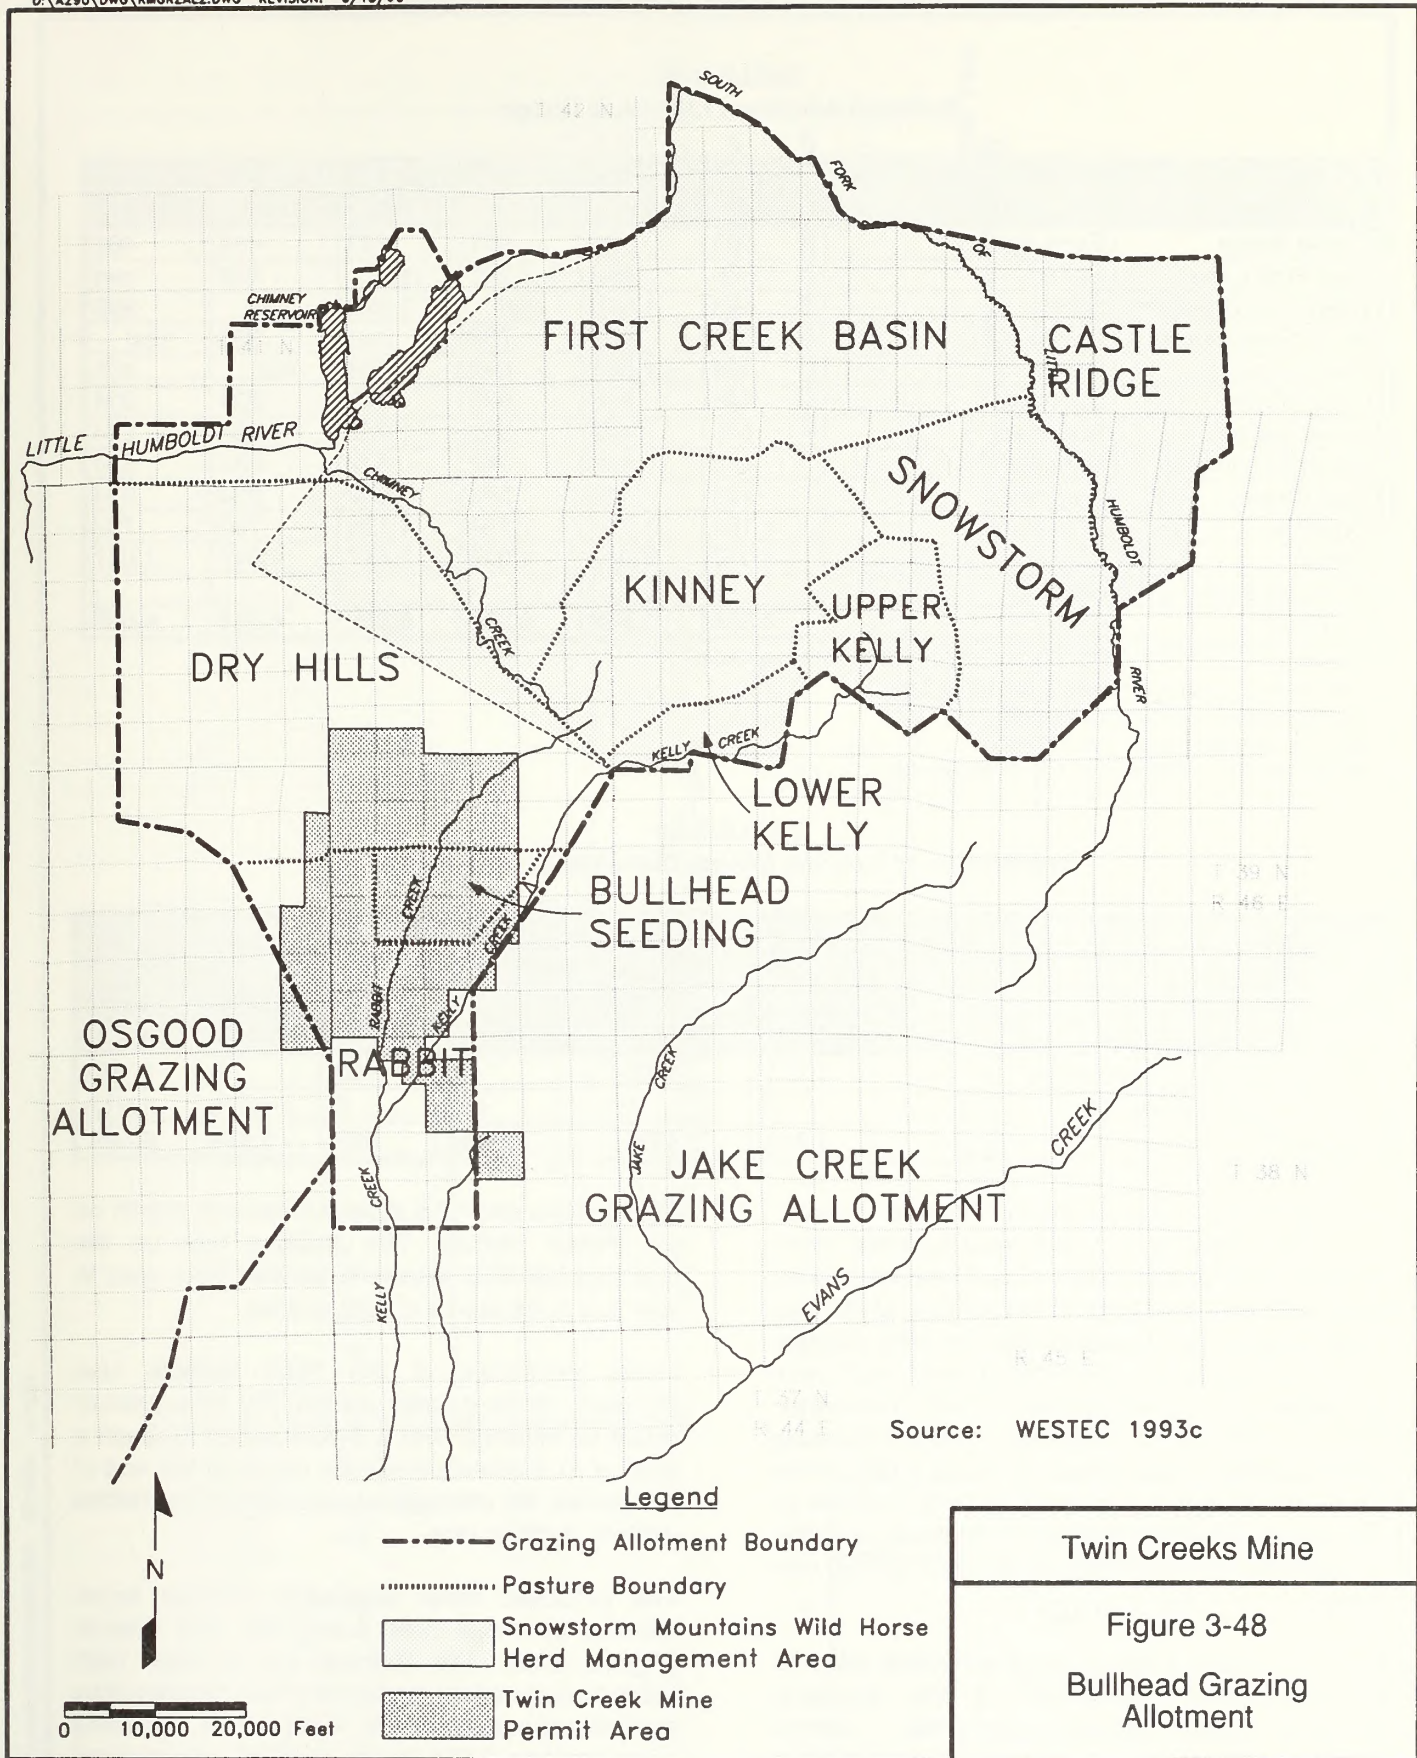 SOUTH
FORK
OF
LITTLE
HUMBOLDT
RIVER
CHIMNEY
RESERVOIR
FIRST CREEK BASIN
CASTLE
RIDGE
LITTLE HUMBOLDT RIVER
CHIMNEY
CREEK
SNOWSTORM
KINNEY
UPPER
KELLY
DRY HILLS
KELLY CREEK
LOWER
KELLY
BULLHEAD
SEEDING
CREEK
RABBIT
CREEK
KELLY
OSGOOD
GRAZING
ALLOTMENT
RABBIT
CREEK
KELLY
CREEK
JAKE
JAKE CREEK
GRAZING ALLOTMENT
CREEK
EVANS
T 42 N
T 41 N
T 39 N
R 46 E
T 38 N
R 45 E
T 37 N
R 44 E
Source: WESTEC 1993c
Legend
Grazing Allotment Boundary
Pasture Boundary
Snowstorm Mountains Wild Horse
Herd Management Area
Twin Creek Mine
Permit Area
N
0 10,000 20,000 Feet
Twin Creeks Mine
Figure 3-48
Bullhead Grazing
Allotment